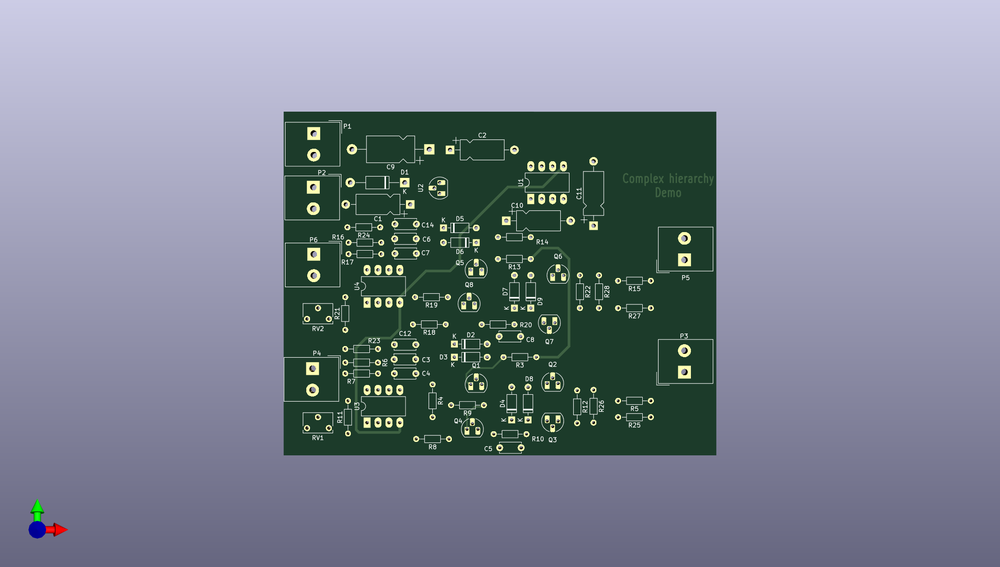 P1
C2
C9
P2
D1
K
U2
U1
C11
Complex hierarchy
Demo
C1
C10
C14
D5
K
R16
R24
C6
D6
K
R14
P6
R17
C7
Q5
R13
Q6
P5
U4
Q8
D7
D9
R22
R28
R15
K
K
R19
R21
R27
RV2
R18
R20
Q7
C12
D2
C8
R23
K
P3
P4
R6
C3
D3
R3
K
Q1
Q2
R7
C4
D8
U3
R4
D4
R12
R26
R5
R9
K
K
R11
Q4
R25
RV1
R8
R10
Q3
C5